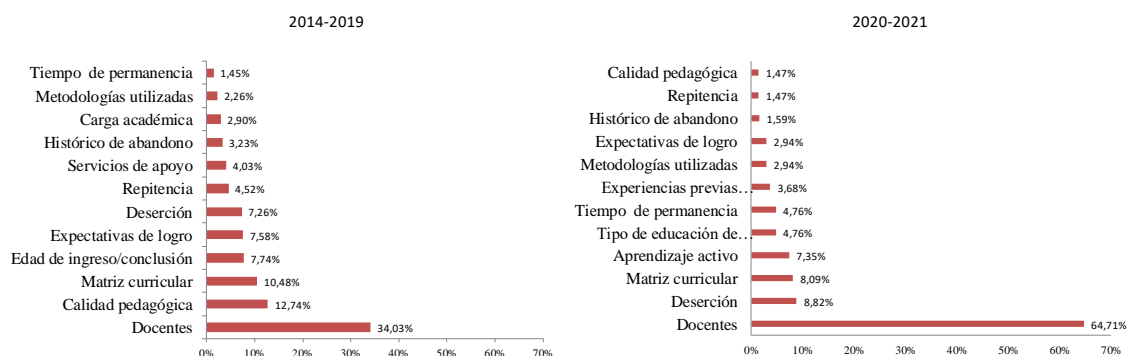 2014-2019
Tiempo de permanencia 1,45%
Metodologías utilizadas 2,26%
Carga académica 2,90%
Histórico de abandono 3,23%
Servicios de apoyo 4,03%
Repitencia 4,52%
Deserción 7,26%
Expectativas de logro 7,58%
Edad de ingreso/conclusión 7,74%
Matriz curricular 10,48%
Calidad pedagógica 12,74%
Docentes 34,03%
0% 10% 20% 30% 40% 50% 60% 70%
2020-2021
Calidad pedagógica 1,47%
Repitencia 1,47%
Histórico de abandono 1,59%
Expectativas de logro 2,94%
Metodologías utilizadas 2,94%
Experiencias previas… 3,68%
Tiempo de permanencia 4,76%
Tipo de educación de… 4,76%
Aprendizaje activo 7,35%
Matriz curricular 8,09%
Deserción 8,82%
Docentes 64,71%
0% 10% 20% 30% 40% 50% 60% 70%